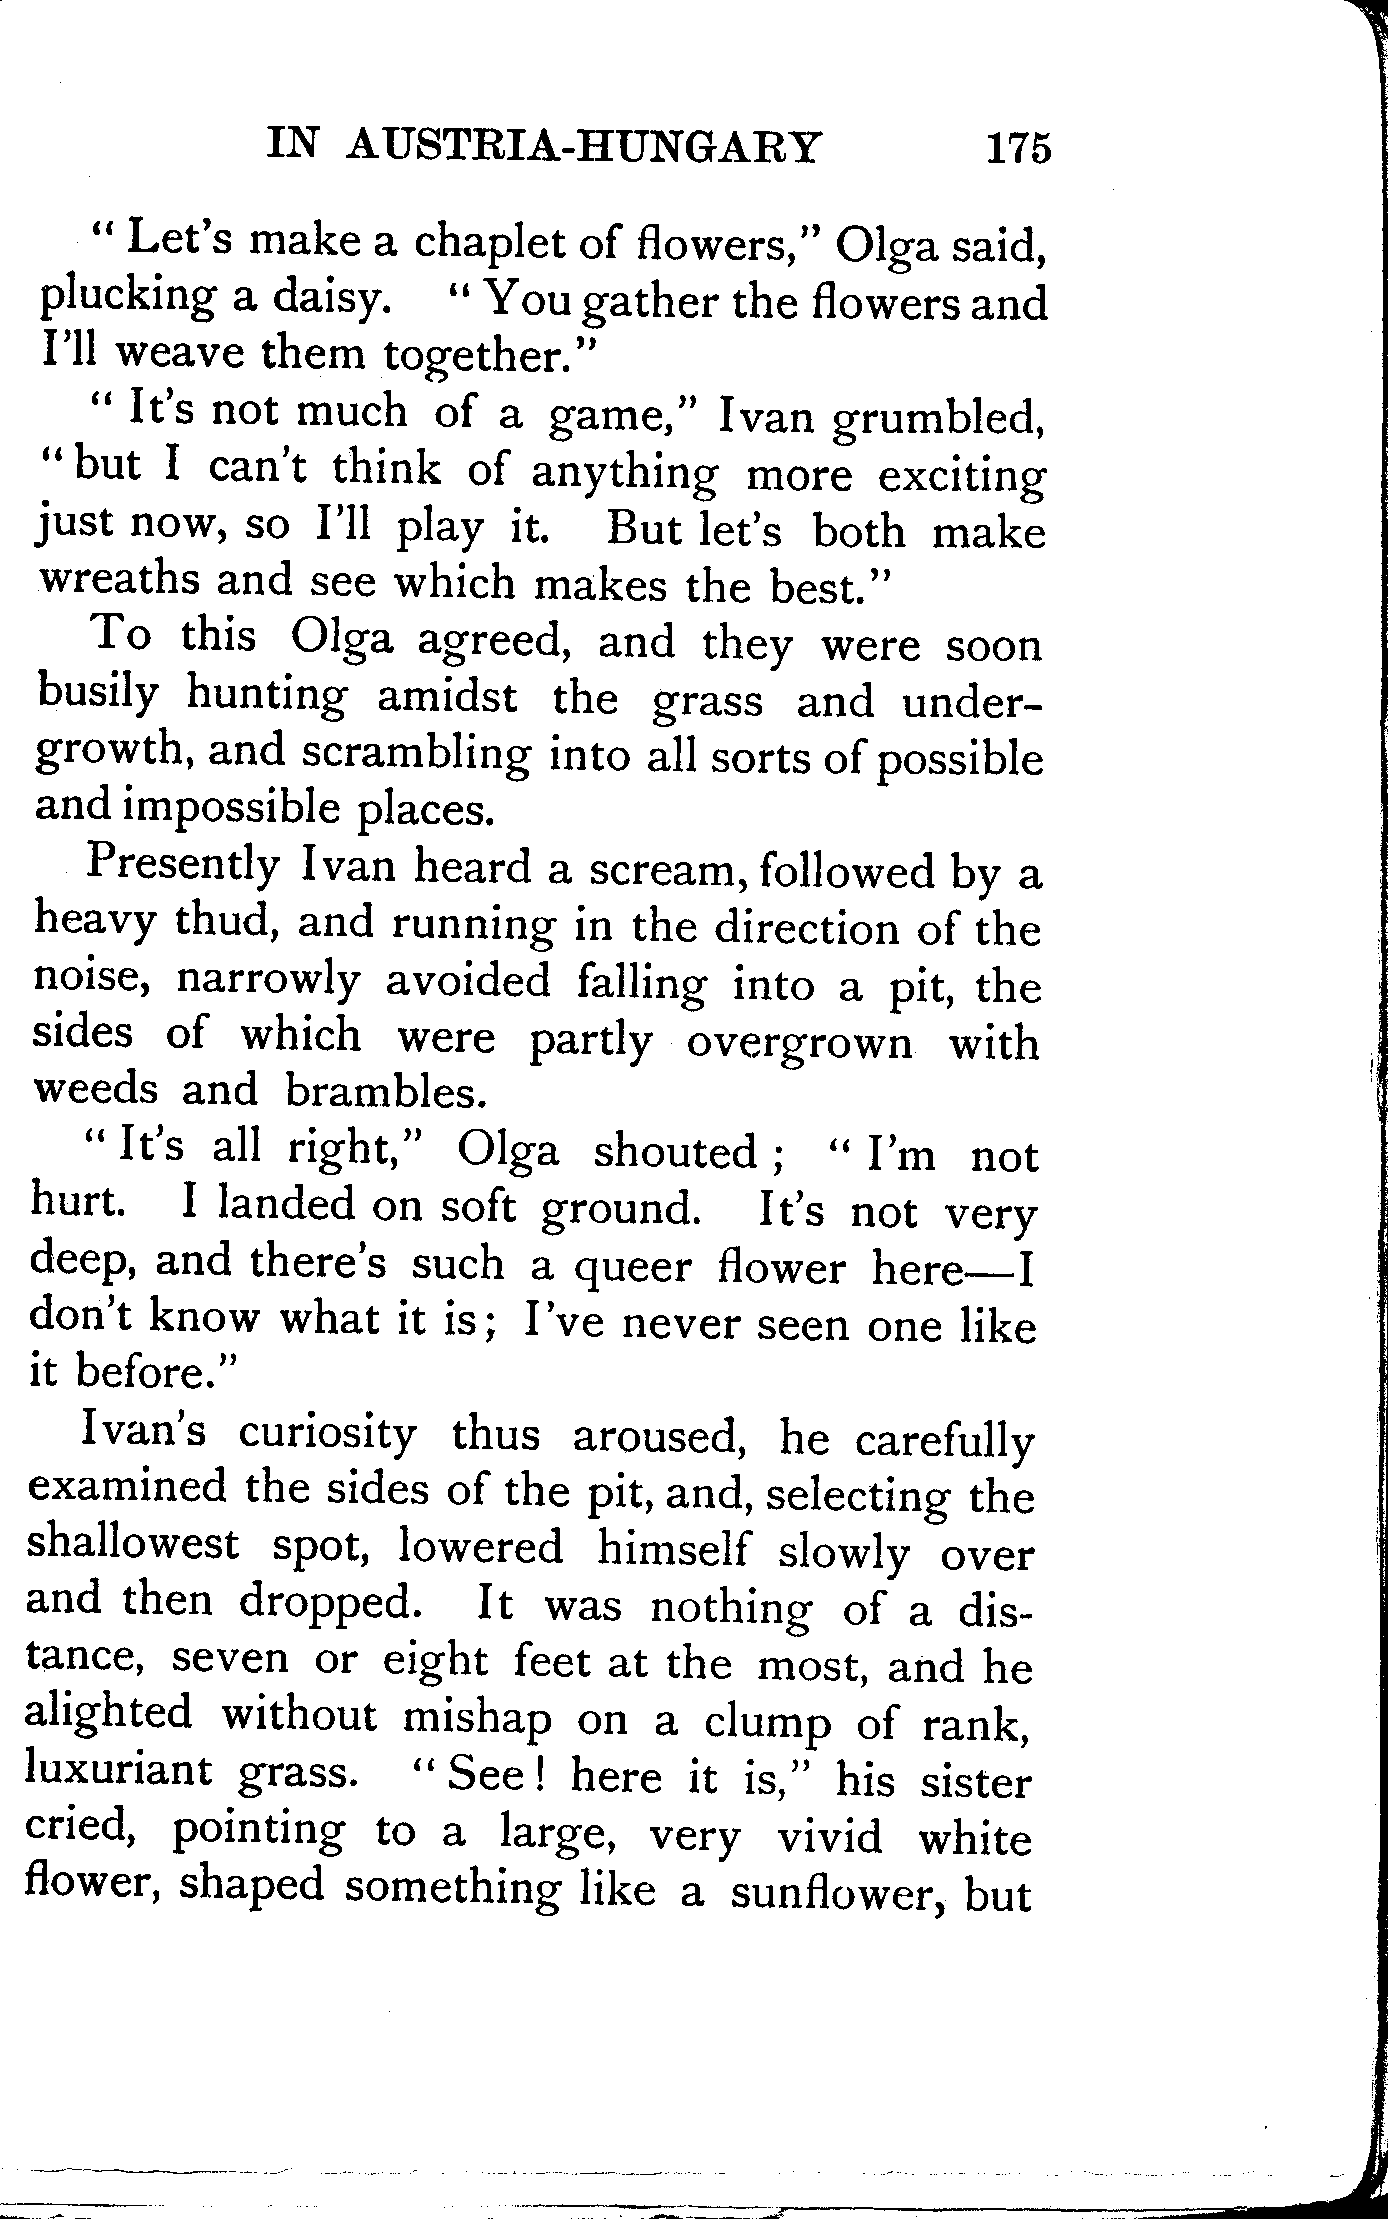 IN AUSTRIA-HUNGARY 175
“ Let’s make a chaplet of flowers,” Olga said,
plucking a daisy. “ You gather the flowers and
I’ll weave them together.”
“ It’s not much of a game,” Ivan grumbled,
“ but I can’t think of anything more exciting
just now, so I’ll play it. But let’s both make
wreaths and see which makes the best.”
To this Olga agreed, and they were soon
busily hunting amidst the grass and under-
growth, and scrambling into all sorts of possible
and impossible places.
Presently Ivan heard a scream, followed by a
heavy thud, and running in the direction of the
noise, narrowly avoided falling into a pit, the
sides of which were partly overgrown with
weeds and brambles.
“ It’s all right,” Olga shouted ; “ I’m not
hurt. I landed on soft ground. It’s not very
deep, and there’s such a queer flower here—I
don’t know what it is ; I’ve never seen one like
it before.”
Ivan’s curiosity thus aroused, he carefully
examined the sides of the pit, and, selecting the
shallowest spot, lowered himself slowly over
and then dropped. It was nothing of a dis-
tance, seven or eight feet at the most, and he
alighted without mishap on a clump of rank,
luxuriant grass. “ See ! here it is,” his sister
cried, pointing to a large, very vivid white
flower, shaped something like a sunflower, but